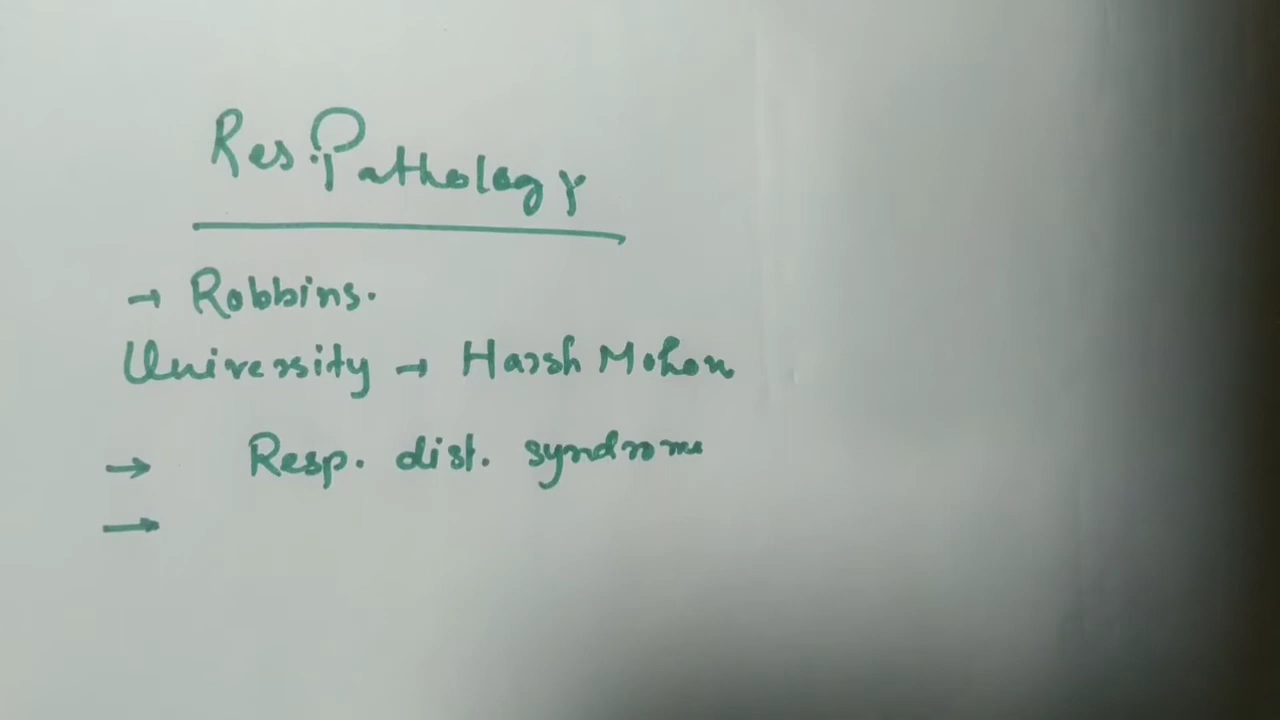 Res. Pathology
→ Robbins.
University → Harsh Mohan
→ Resp. dist. syndrome
→